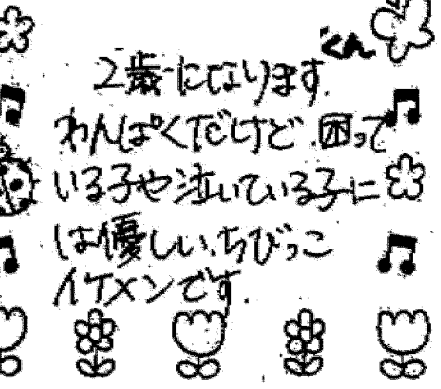 くん
2歳になります.
わんぱくだけど.困って
いる子や泣いている子に
は優しい、ちびっこ
イケメンです.